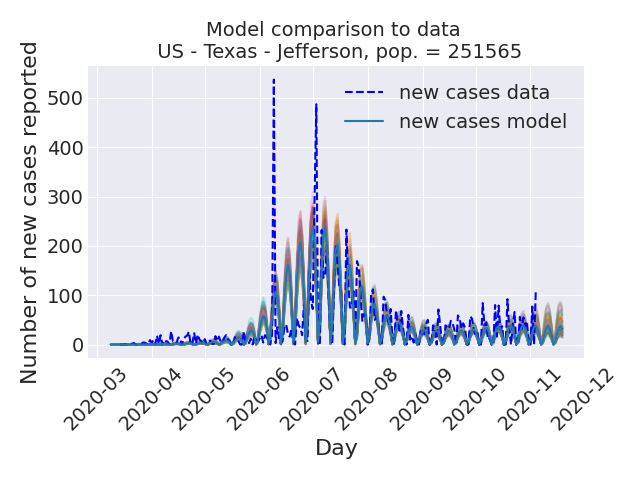 Model comparison to data
US - Texas - Jefferson, pop. = 251565
Number of new cases reported
500
400
300
200
100
0
new cases data
new cases model
2020-03
2020-04
2020-05
2020-06
2020-07
2020-08
2020-09
2020-10
2020-11
2020-12
Day